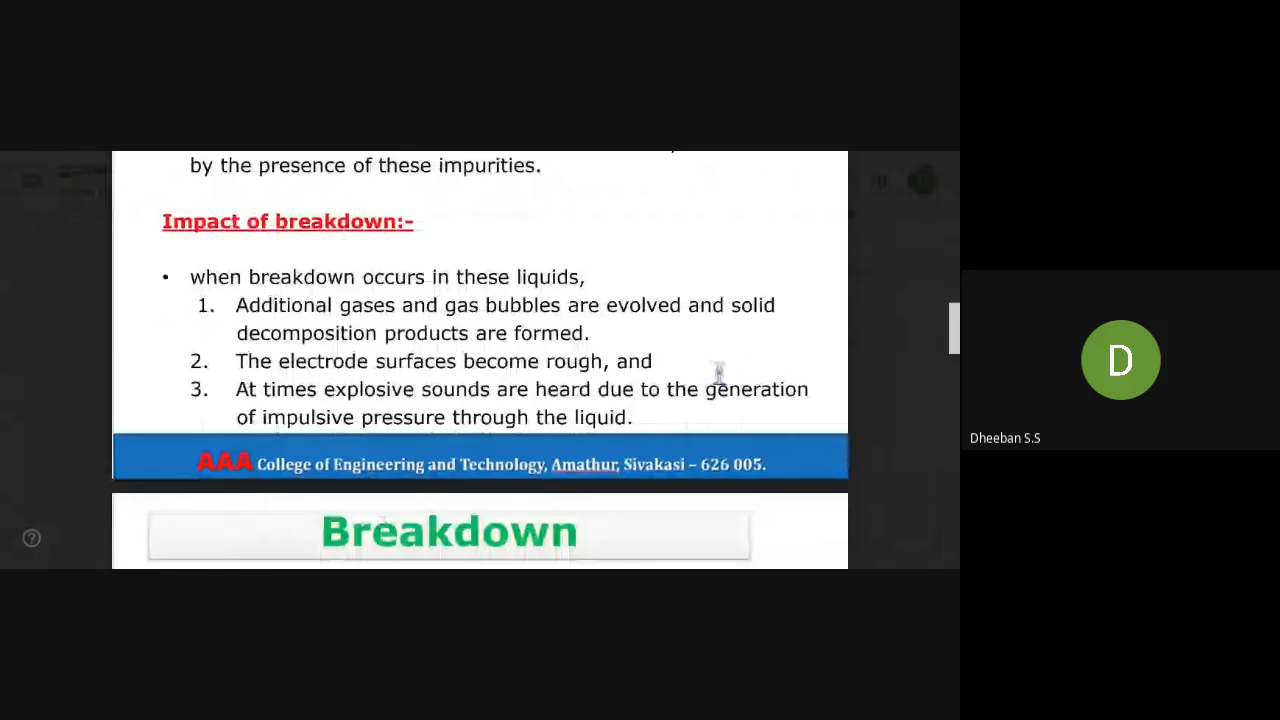 by the presence of these impurities.
Impact of breakdown:-
• when breakdown occurs in these liquids,
1. Additional gases and gas bubbles are evolved and solid
decomposition products are formed.
2. The electrode surfaces become rough, and
3. At times explosive sounds are heard due to the generation
of impulsive pressure through the liquid.
AAA College of Engineering and Technology, Amathur, Sivakasi – 626 005.
Breakdown
D
Dheeban S.S